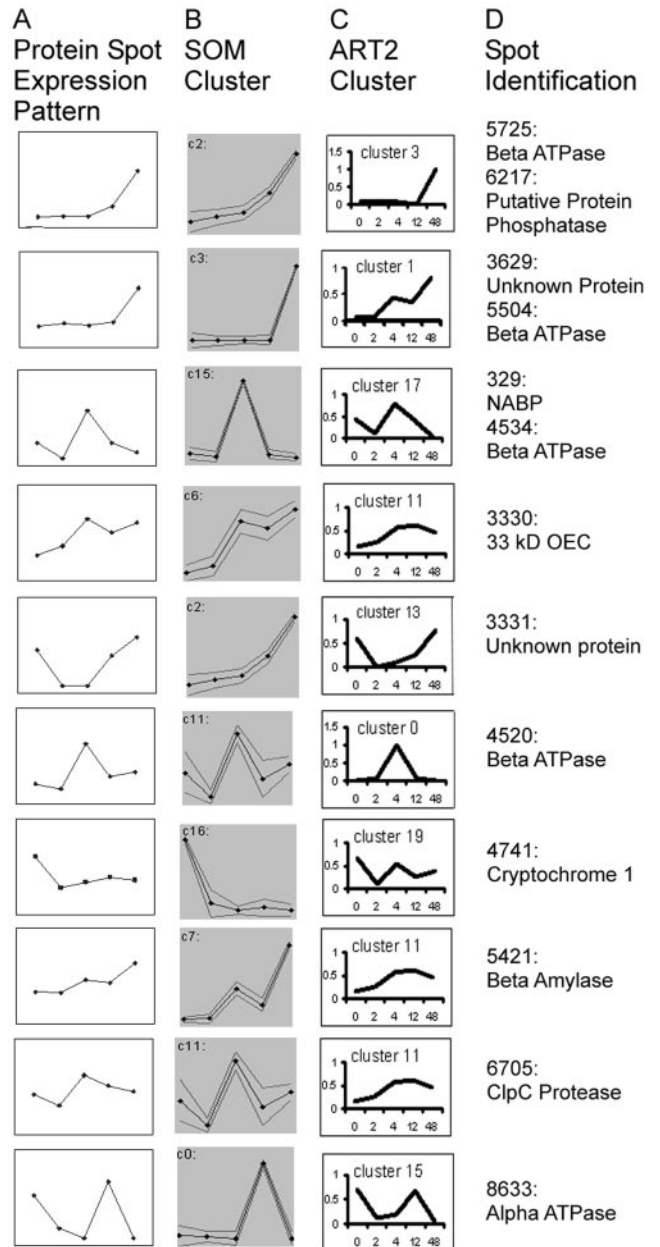 A
Protein Spot
Expression
Pattern
B
SOM
Cluster
C
ART2
Cluster
D
Spot
Identification
c2:
cluster 3
1.5
1
0.5
0
0 2 4 12 48
5725:
Beta ATPase
6217:
Putative Protein
Phosphatase
c3:
cluster 1
1
0.5
0
0 2 4 12 48
3629:
Unknown Protein
5504:
Beta ATPase
c15:
cluster 17
1
0.5
0
0 2 4 12 48
329:
NABP
4534:
Beta ATPase
c6:
cluster 11
1
0.5
0
0 2 4 12 48
3330:
33 kD OEC
c2:
cluster 13
1
0.5
0
0 2 4 12 48
3331:
Unknown protein
c11:
cluster 0
1.5
1
0.5
0
0 2 4 12 48
4520:
Beta ATPase
c16:
cluster 19
1
0.5
0
0 2 4 12 48
4741:
Cryptochrome 1
c7:
cluster 11
1
0.5
0
0 2 4 12 48
5421:
Beta Amylase
c11:
cluster 11
1
0.5
0
0 2 4 12 48
6705:
ClpC Protease
c0:
cluster 15
1
0.5
0
0 2 4 12 48
8633:
Alpha ATPase